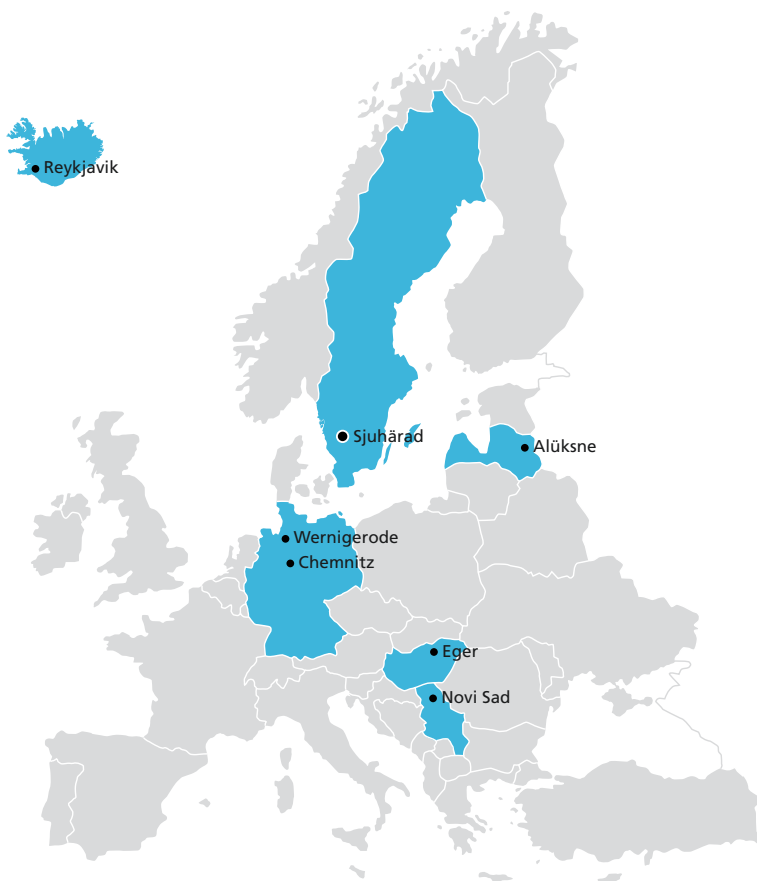 Reykjavik
Sjuhärad
Alüksne
Wernigerode
Chemnitz
Eger
Novi Sad